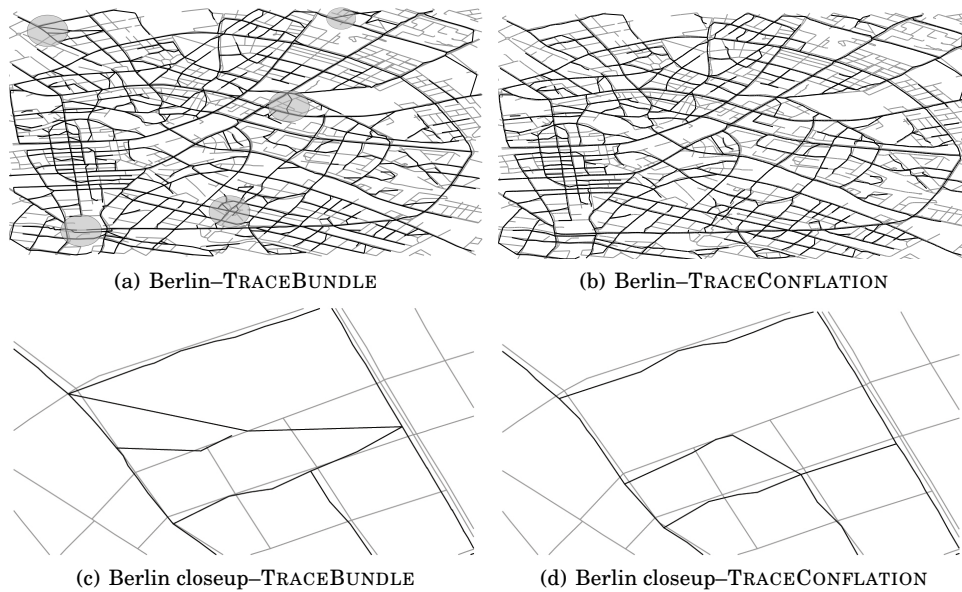 (a) Berlin–TRACEBUNDLE
(b) Berlin–TRACECONFLATION
(c) Berlin closeup–TRACEBUNDLE
(d) Berlin closeup–TRACECONFLATION